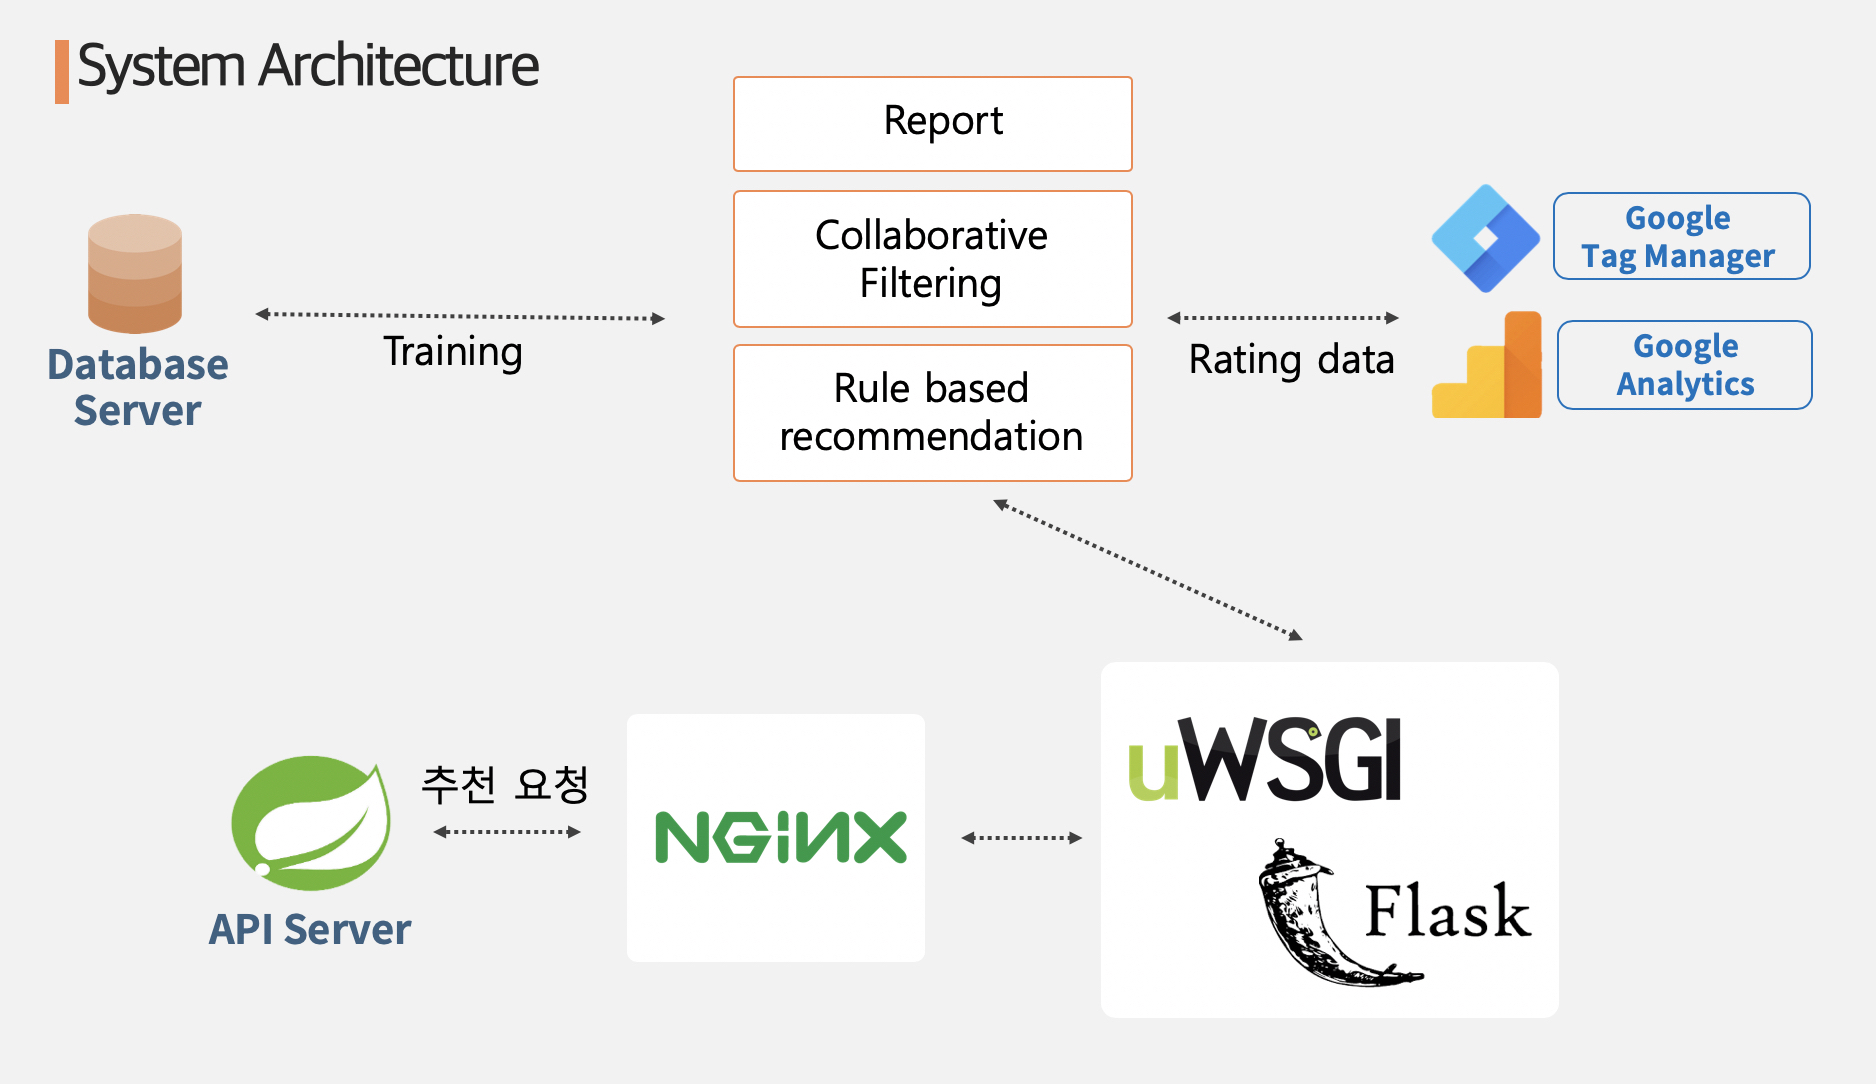 System Architecture
Report
Collaborative
Filtering
Rule based
recommendation
Database
Server
Training
Rating data
Google
Tag Manager
Google
Analytics
추천 요청
API Server
NGINX
uWSGI
Flask